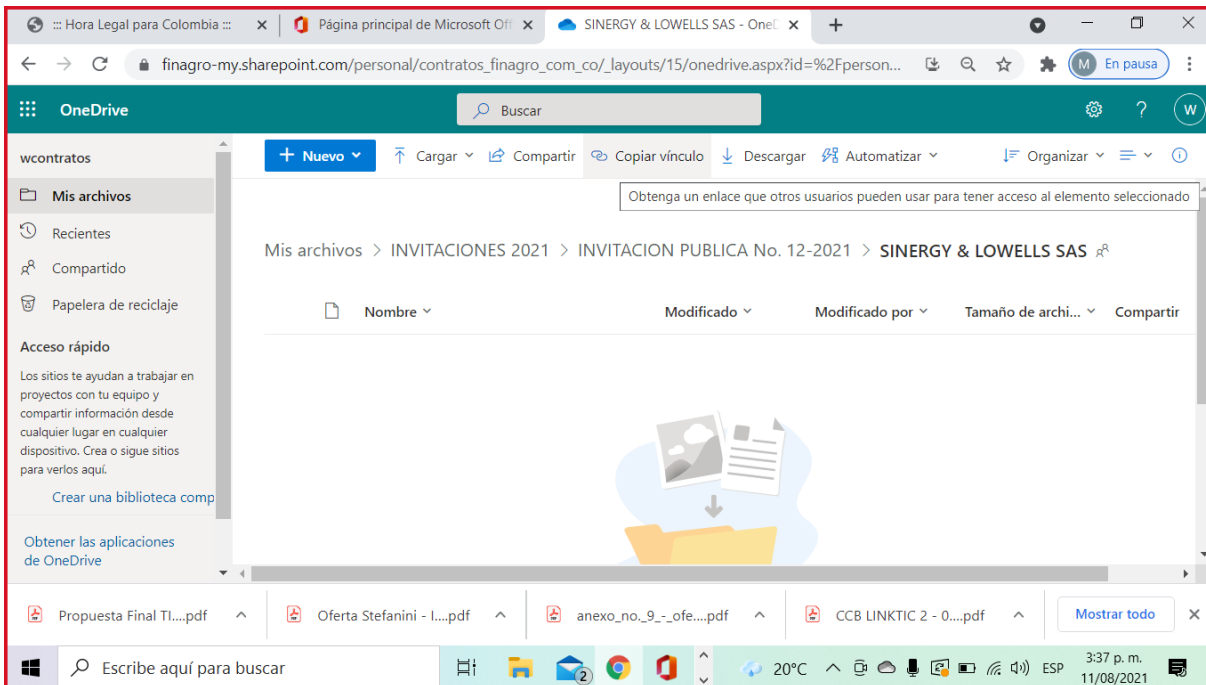 ::: Hora Legal para Colombia :::
Página principal de Microsoft Off
SINERGY & LOWELLS SAS - OneD
finagro-my.sharepoint.com/personal/contratos_finagro_com_co/_layouts/15/onedrive.aspx?id=%2Fperson...
M En pausa
OneDrive
Buscar
?
W
wcontratos
+ Nuevo
Cargar
Compartir
Copiar vínculo
Descargar
Automatizar
Organizar
Obtenga un enlace que otros usuarios pueden usar para tener acceso al elemento seleccionado
Mis archivos
Recientes
Compartido
Papelera de reciclaje
Acceso rápido
Los sitios te ayudan a trabajar en
proyectos con tu equipo y
compartir información desde
cualquier lugar en cualquier
dispositivo. Crea o sigue sitios
para verlos aquí.
Crear una biblioteca comp
Obtener las aplicaciones
de OneDrive
Mis archivos > INVITACIONES 2021 > INVITACION PUBLICA No. 12-2021 > SINERGY & LOWELLS SAS
Nombre
Modificado
Modificado por
Tamaño de archi...
Compartir
Propuesta Final TI....pdf
Oferta Stefanini - I....pdf
anexo_no._9_-_ofe....pdf
CCB LINKTIC 2 - 0....pdf
Mostrar todo
Escribe aquí para buscar
2
20°C
ESP
3:37 p. m.
11/08/2021